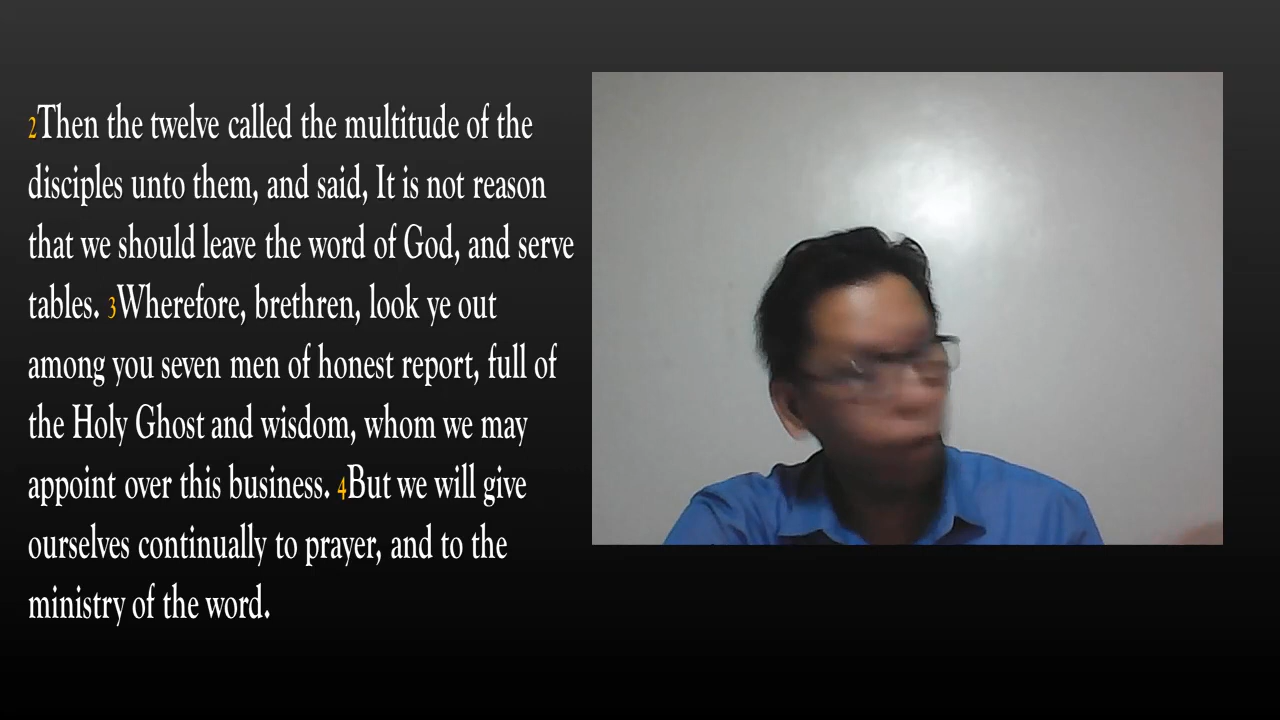 2Then the twelve called the multitude of the
disciples unto them, and said, It is not reason
that we should leave the word of God, and serve
tables. 3Wherefore, brethren, look ye out
among you seven men of honest report, full of
the Holy Ghost and wisdom, whom we may
appoint over this business. 4But we will give
ourselves continually to prayer, and to the
ministry of the word.